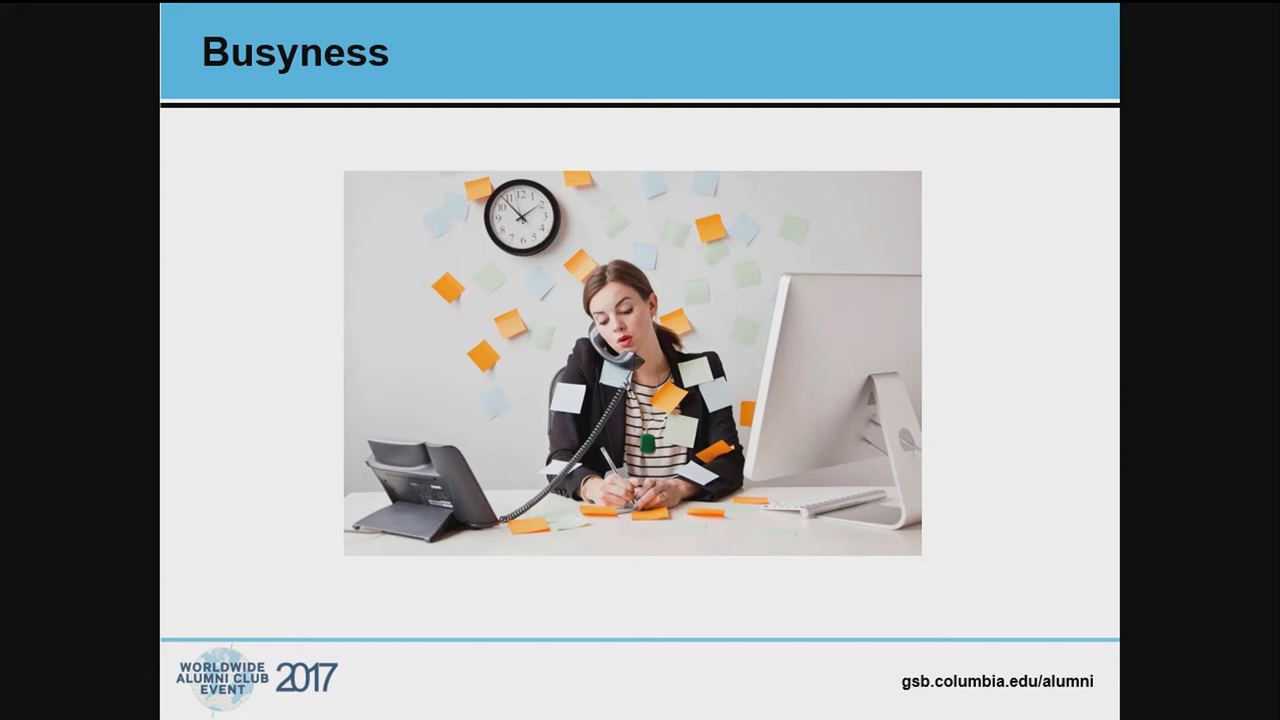 Busyness
WORLDWIDE
ALUMNI CLUB
EVENT
2017
gsb.columbia.edu/alumni